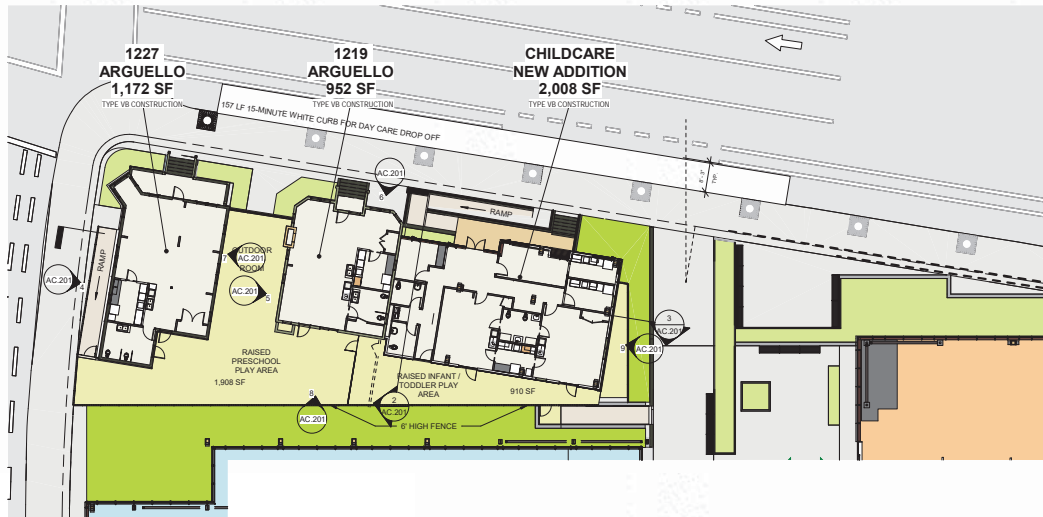 1227
ARGUELLO
1,172 SF
TYPE VB CONSTRUCTION
1219
ARGUELLO
952 SF
TYPE VB CONSTRUCTION
CHILDCARE
NEW ADDITION
2,008 SF
TYPE VB CONSTRUCTION
157 LF 15-MINUTE WHITE CURB FOR DAY CARE DROP OFF
8' - 3"
TYP.
AC.201
6
RAMP
RAMP
AC.201
4
OUTDOOR
ROOM
7
AC.201
AC.201
5
3
AC.201
9
AC.201
RAISED
PRESCHOOL
PLAY AREA
1,908 SF
RAISED INFANT /
TODDLER PLAY
AREA
910 SF
8
AC.201
2
AC.201
6' HIGH FENCE